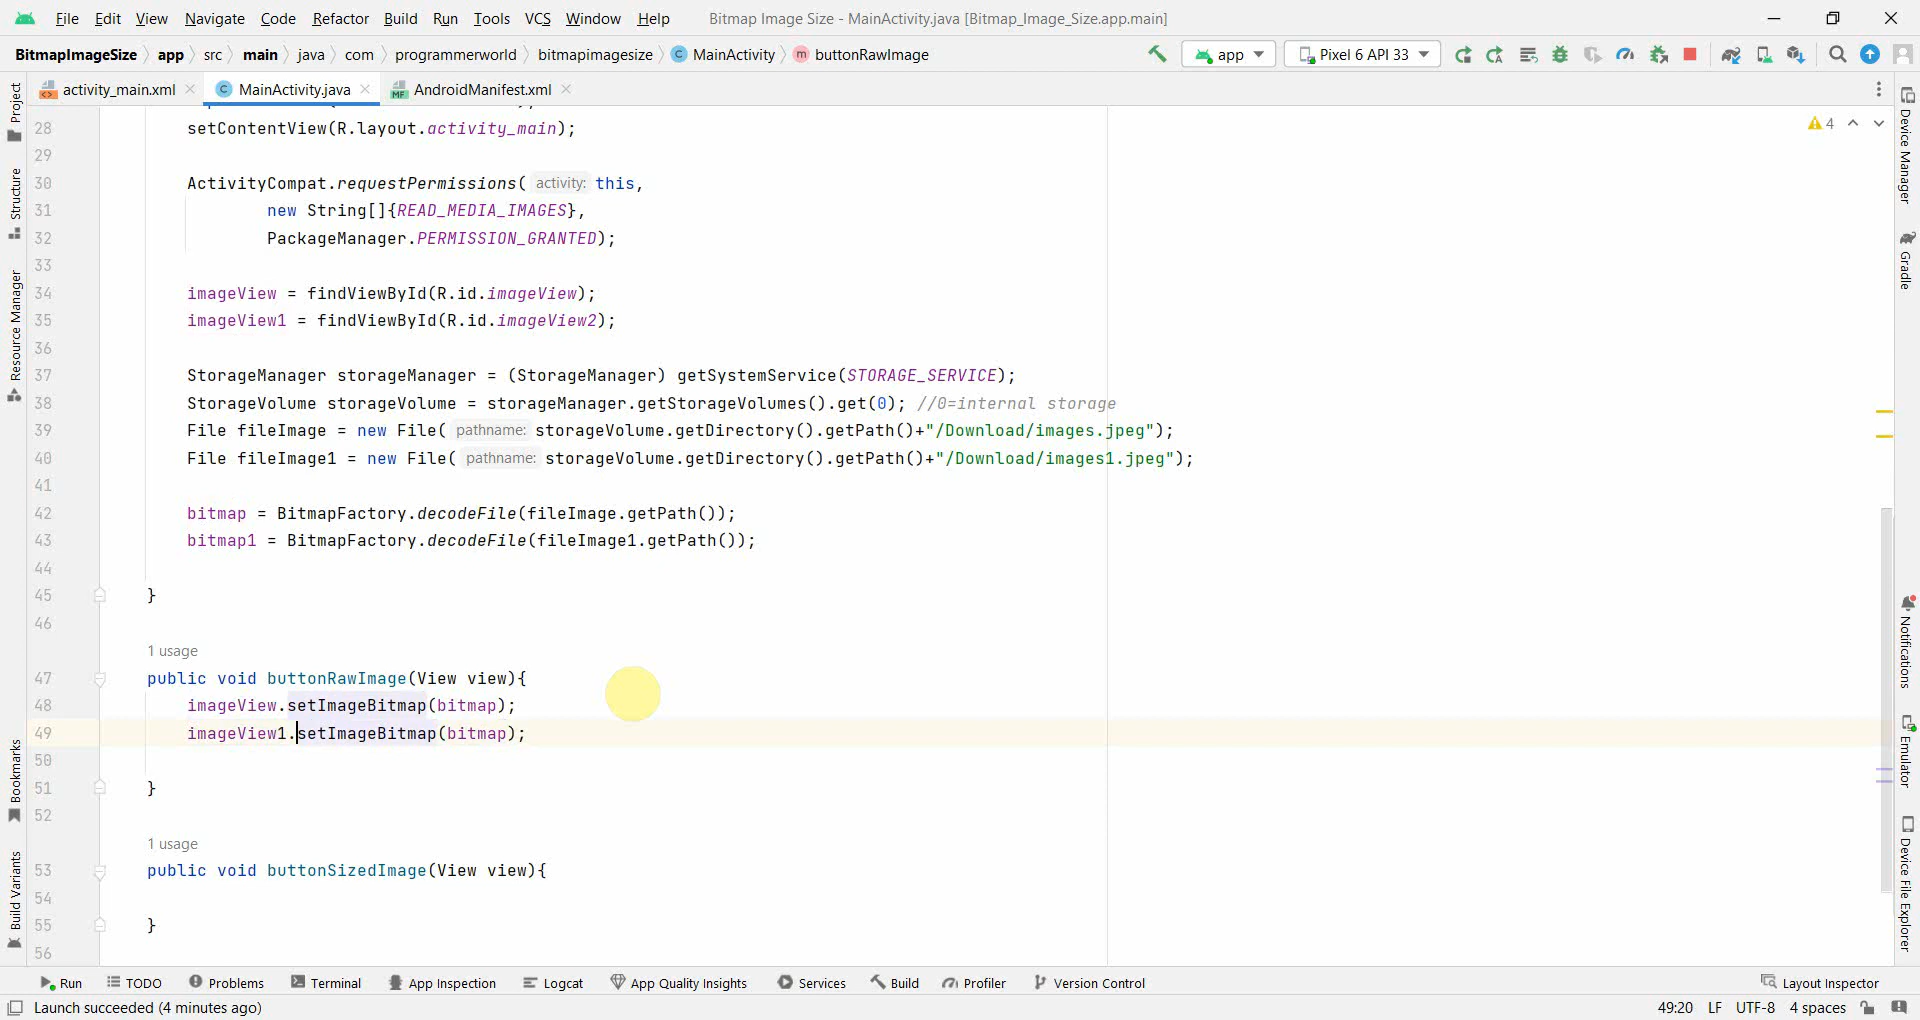 File Edit View Navigate Code Refactor Build Run Tools VCS Window Help Bitmap Image Size - MainActivity.java [Bitmap_Image_Size.app.main]
BitmapImageSize app src main java com programmerworld bitmapimagesize C MainActivity m buttonRawImage app Pixel 6 API 33
activity_main.xml C MainActivity.java MF AndroidManifest.xml
4
28 setContentView(R.layout.activity_main);
29
30 ActivityCompat.requestPermissions( activity: this,
31 new String[]{READ_MEDIA_IMAGES},
32 PackageManager.PERMISSION_GRANTED);
33
34 imageView = findViewById(R.id.imageView);
35 imageView1 = findViewById(R.id.imageView2);
36
37 StorageManager storageManager = (StorageManager) getSystemService(STORAGE_SERVICE);
38 StorageVolume storageVolume = storageManager.getStorageVolumes().get(0); //0=internal storage
39 File fileImage = new File( pathname: storageVolume.getDirectory().getPath()+"/Download/images.jpeg");
40 File fileImage1 = new File( pathname: storageVolume.getDirectory().getPath()+"/Download/images1.jpeg");
41
42 bitmap = BitmapFactory.decodeFile(fileImage.getPath());
43 bitmap1 = BitmapFactory.decodeFile(fileImage1.getPath());
44
45 }
46
1 usage
47 public void buttonRawImage(View view){
48 imageView.setImageBitmap(bitmap);
49 imageView1.setImageBitmap(bitmap);
50
51 }
52
1 usage
53 public void buttonSizedImage(View view){
54
55 }
56
Project
Structure
Resource Manager
Bookmarks
Build Variants
Device Manager
Gradle
Notifications
Emulator
Device File Explorer
Run TODO Problems Terminal App Inspection Logcat App Quality Insights Services Build Profiler Version Control Layout Inspector
Launch succeeded (4 minutes ago) 49:20 LF UTF-8 4 spaces